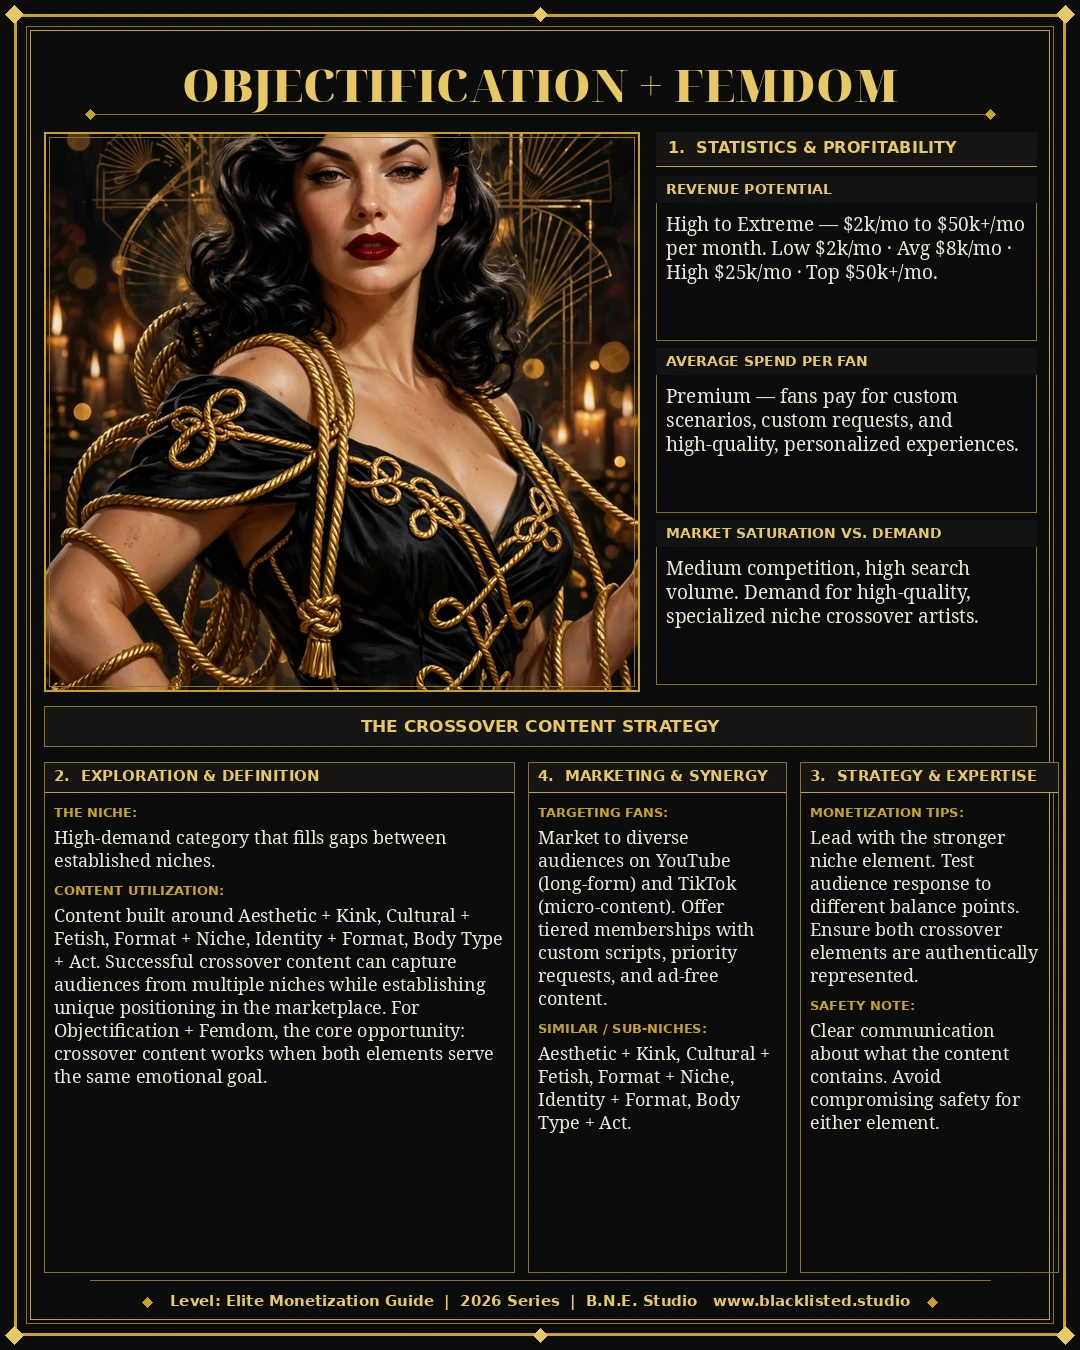 OBJECTIFICATION + FEMDOM
1. STATISTICS & PROFITABILITY
REVENUE POTENTIAL
High to Extreme — $2k/mo to $50k+/mo
per month. Low $2k/mo · Avg $8k/mo ·
High $25k/mo · Top $50k+/mo.
AVERAGE SPEND PER FAN
Premium — fans pay for custom
scenarios, custom requests, and
high-quality, personalized experiences.
MARKET SATURATION VS. DEMAND
Medium competition, high search
volume. Demand for high-quality,
specialized niche crossover artists.
THE CROSSOVER CONTENT STRATEGY
2. EXPLORATION & DEFINITION
THE NICHE:
High-demand category that fills gaps between
established niches.
CONTENT UTILIZATION:
Content built around Aesthetic + Kink, Cultural +
Fetish, Format + Niche, Identity + Format, Body Type
+ Act. Successful crossover content can capture
audiences from multiple niches while establishing
unique positioning in the marketplace. For
Objectification + Femdom, the core opportunity:
crossover content works when both elements serve
the same emotional goal.
4. MARKETING & SYNERGY
TARGETING FANS:
Market to diverse
audiences on YouTube
(long-form) and TikTok
(micro-content). Offer
tiered memberships with
custom scripts, priority
requests, and ad-free
content.
SIMILAR / SUB-NICHES:
Aesthetic + Kink, Cultural +
Fetish, Format + Niche,
Identity + Format, Body
Type + Act.
3. STRATEGY & EXPERTISE
MONETIZATION TIPS:
Lead with the stronger
niche element. Test
audience response to
different balance points.
Ensure both crossover
elements are authentically
represented.
SAFETY NOTE:
Clear communication
about what the content
contains. Avoid
compromising safety for
either element.
Level: Elite Monetization Guide | 2026 Series | B.N.E. Studio www.blacklisted.studio